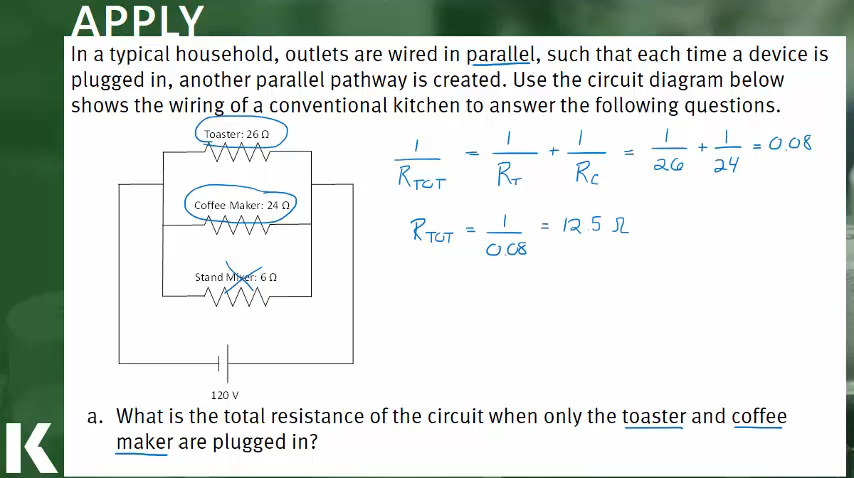 APPLY
In a typical household, outlets are wired in parallel, such that each time a device is
plugged in, another parallel pathway is created. Use the circuit diagram below
shows the wiring of a conventional kitchen to answer the following questions.
Toaster: 26 Ω
1/R_TOT = 1/R_T + 1/R_C = 1/26 + 1/24 = 0.08
Coffee Maker: 24 Ω
R_TOT = 1/0.08 = 12.5 Ω
Stand Mixer: 6 Ω
120 V
a. What is the total resistance of the circuit when only the toaster and coffee
maker are plugged in?
K